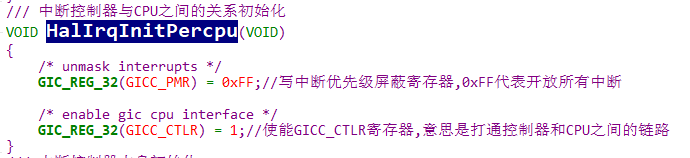 /// 中断控制器与CPU之间的关系初始化
VOID HalIrqInitPercpu(VOID)
{
/* unmask interrupts */
GIC_REG_32(GICC_PMR) = 0xFF;//写中断优先级屏蔽寄存器,0xFF代表开放所有中断
/* enable gic cpu interface */
GIC_REG_32(GICC_CTLR) = 1;//使能GICC_CTLR寄存器,意思是打通控制器和CPU之间的链路
}